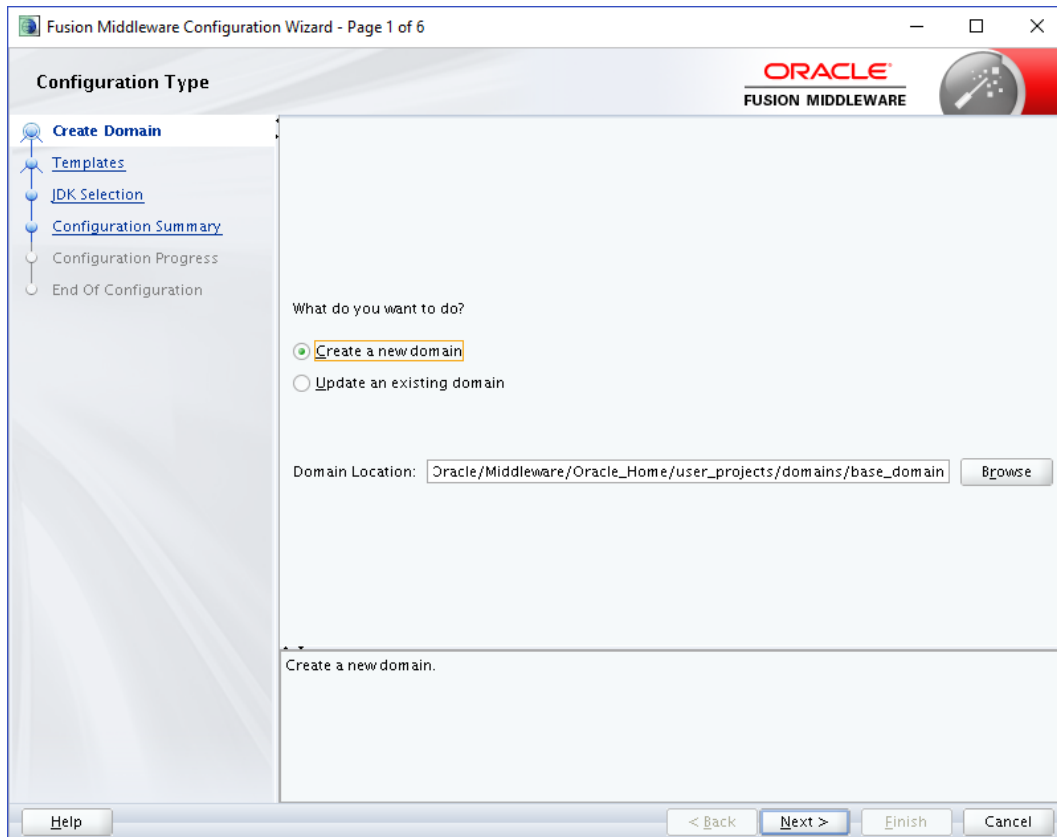 Fusion Middleware Configuration Wizard - Page 1 of 6
Configuration Type
ORACLE
FUSION MIDDLEWARE
Create Domain
Templates
JDK Selection
Configuration Summary
Configuration Progress
End Of Configuration
What do you want to do?
Create a new domain
Update an existing domain
Domain Location: Oracle/Middleware/Oracle_Home/user_projects/domains/base_domain Browse
Create a new domain.
Help < Back Next > Finish Cancel